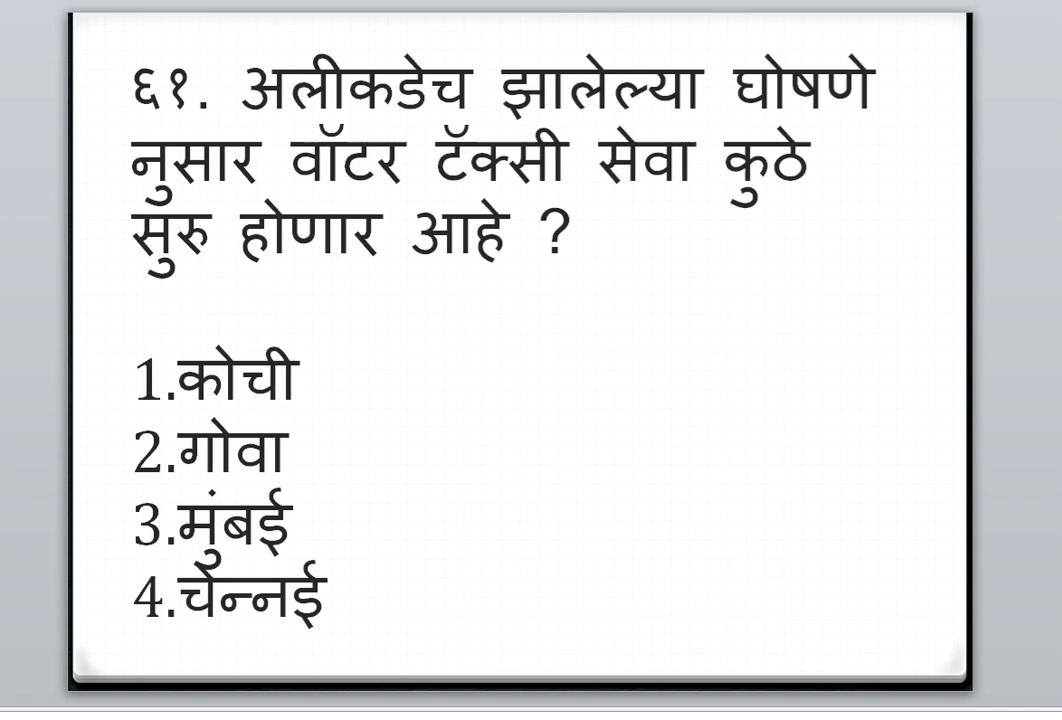 ६१. अलीकडेच झालेल्या घोषणे
नुसार वॉटर टॅक्सी सेवा कुठे
सुरु होणार आहे ?
1.कोची
2.गोवा
3.मुंबई
4.चेन्नई